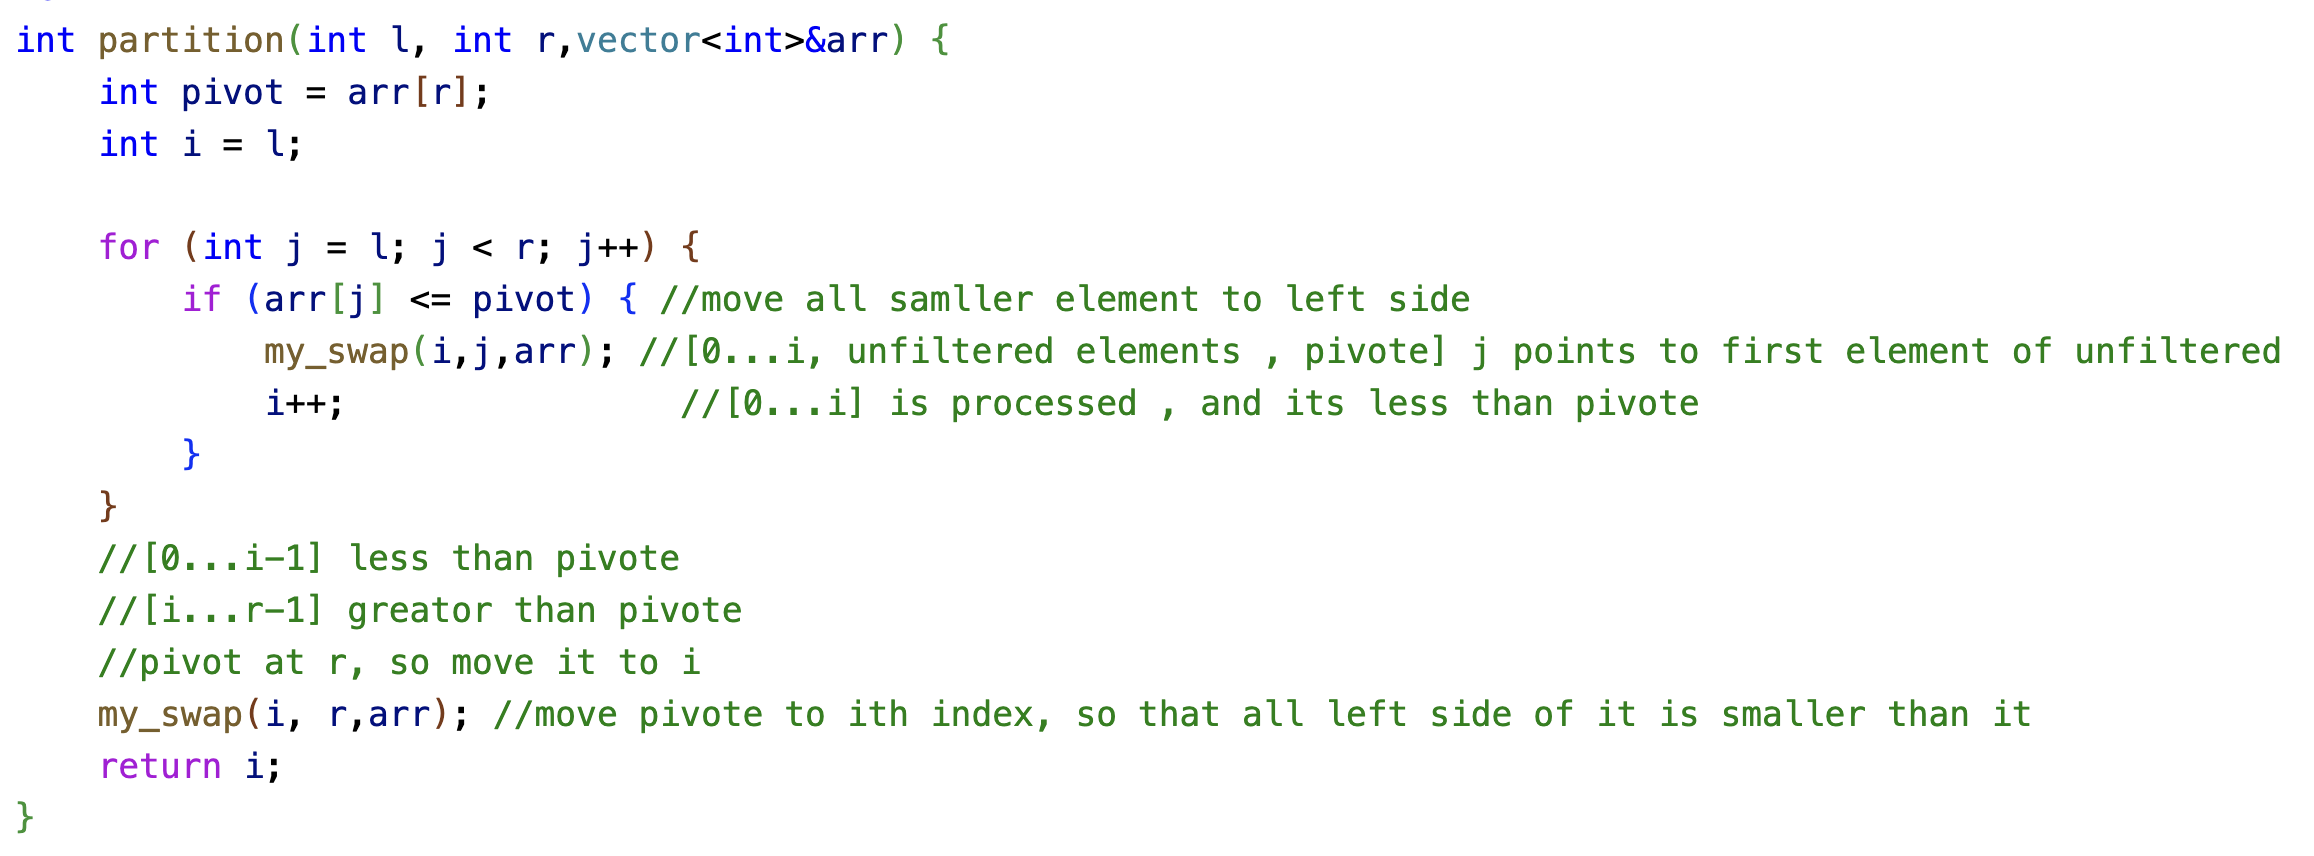 int partition(int l, int r,vector<int>&arr) {
    int pivot = arr[r];
    int i = l;

    for (int j = l; j < r; j++) {
        if (arr[j] <= pivot) { //move all samller element to left side
            my_swap(i,j,arr); //[0...i, unfiltered elements , pivote] j points to first element of unfiltered
            i++;                //[0...i] is processed , and its less than pivote
        }
    }
    //[0...i-1] less than pivote
    //[i...r-1] greator than pivote
    //pivot at r, so move it to i
    my_swap(i, r,arr); //move pivote to ith index, so that all left side of it is smaller than it
    return i;
}